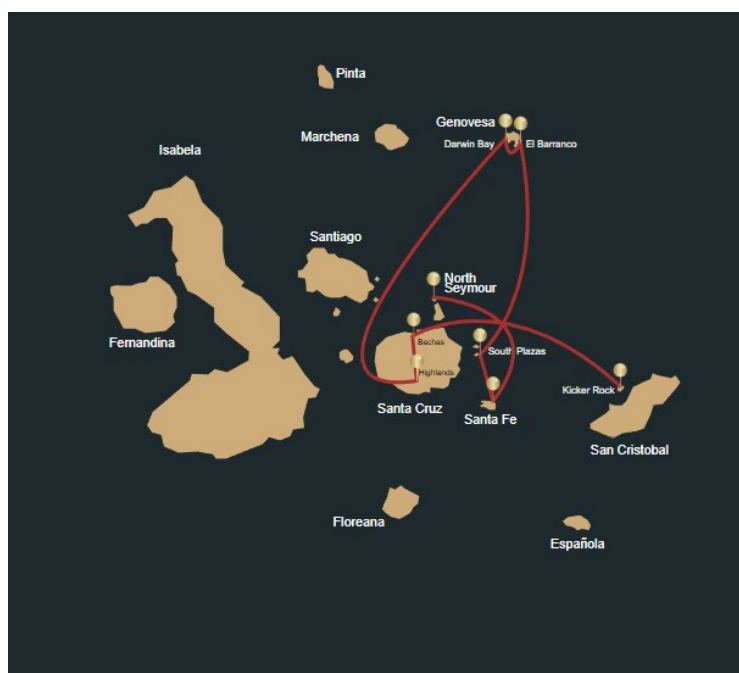 Pinta
Genovesa
Marchena
Darwin Bay
El Barranco
Isabela
Santiago
North
Seymour
Fernandina
Bachas
South Plazas
Highlands
Kicker Rock
Santa Cruz
Santa Fe
San Cristobal
Floreana
Española